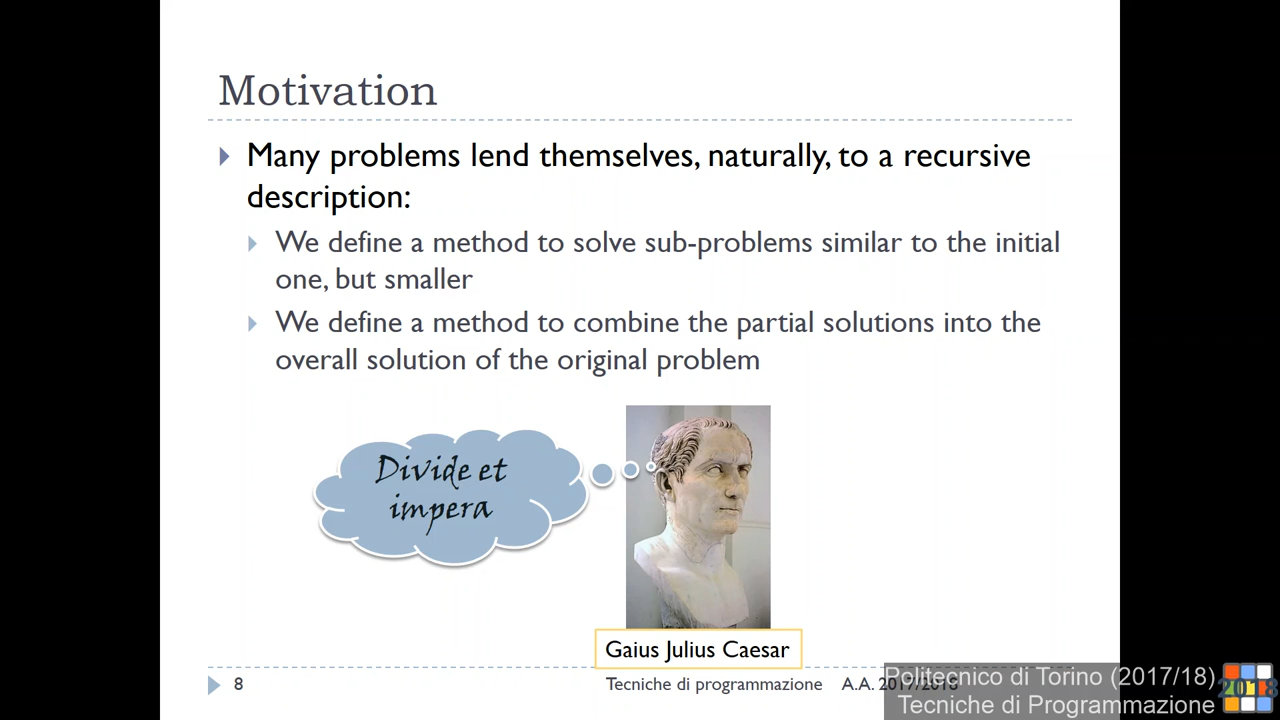 Motivation
Many problems lend themselves, naturally, to a recursive
description:
We define a method to solve sub-problems similar to the initial
one, but smaller
We define a method to combine the partial solutions into the
overall solution of the original problem
Divide et
impera
Gaius Julius Caesar
8
Tecniche di programmazione A.A. 2017/2018
Politecnico di Torino (2017/18)
Tecniche di Programmazione
2018